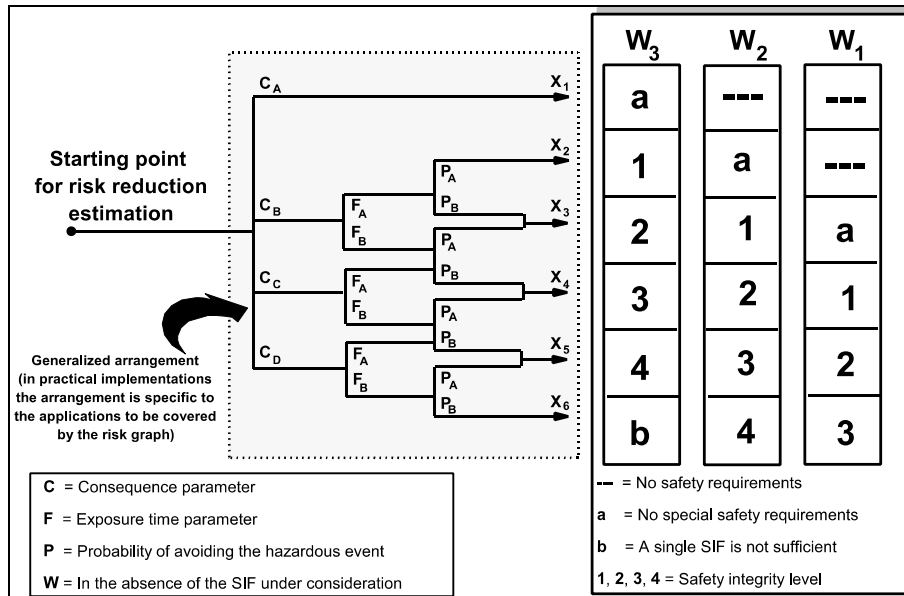 Starting point
for risk reduction
estimation
Generalized arrangement
(in practical implementations
the arrangement is specific to
the applications to be covered
by the risk graph)
C_A
X_1
X_2
P_A
C_B
F_A
P_B
X_3
F_B
P_A
C_C
F_A
P_B
X_4
F_B
P_A
C_D
F_A
P_B
X_5
F_B
P_A
P_B
X_6
W_3 W_2 W_1
a --- ---
1 a ---
2 1 a
3 2 1
4 3 2
b 4 3
C = Consequence parameter
F = Exposure time parameter
P = Probability of avoiding the hazardous event
W = In the absence of the SIF under consideration
--- = No safety requirements
a = No special safety requirements
b = A single SIF is not sufficient
1, 2, 3, 4 = Safety integrity level